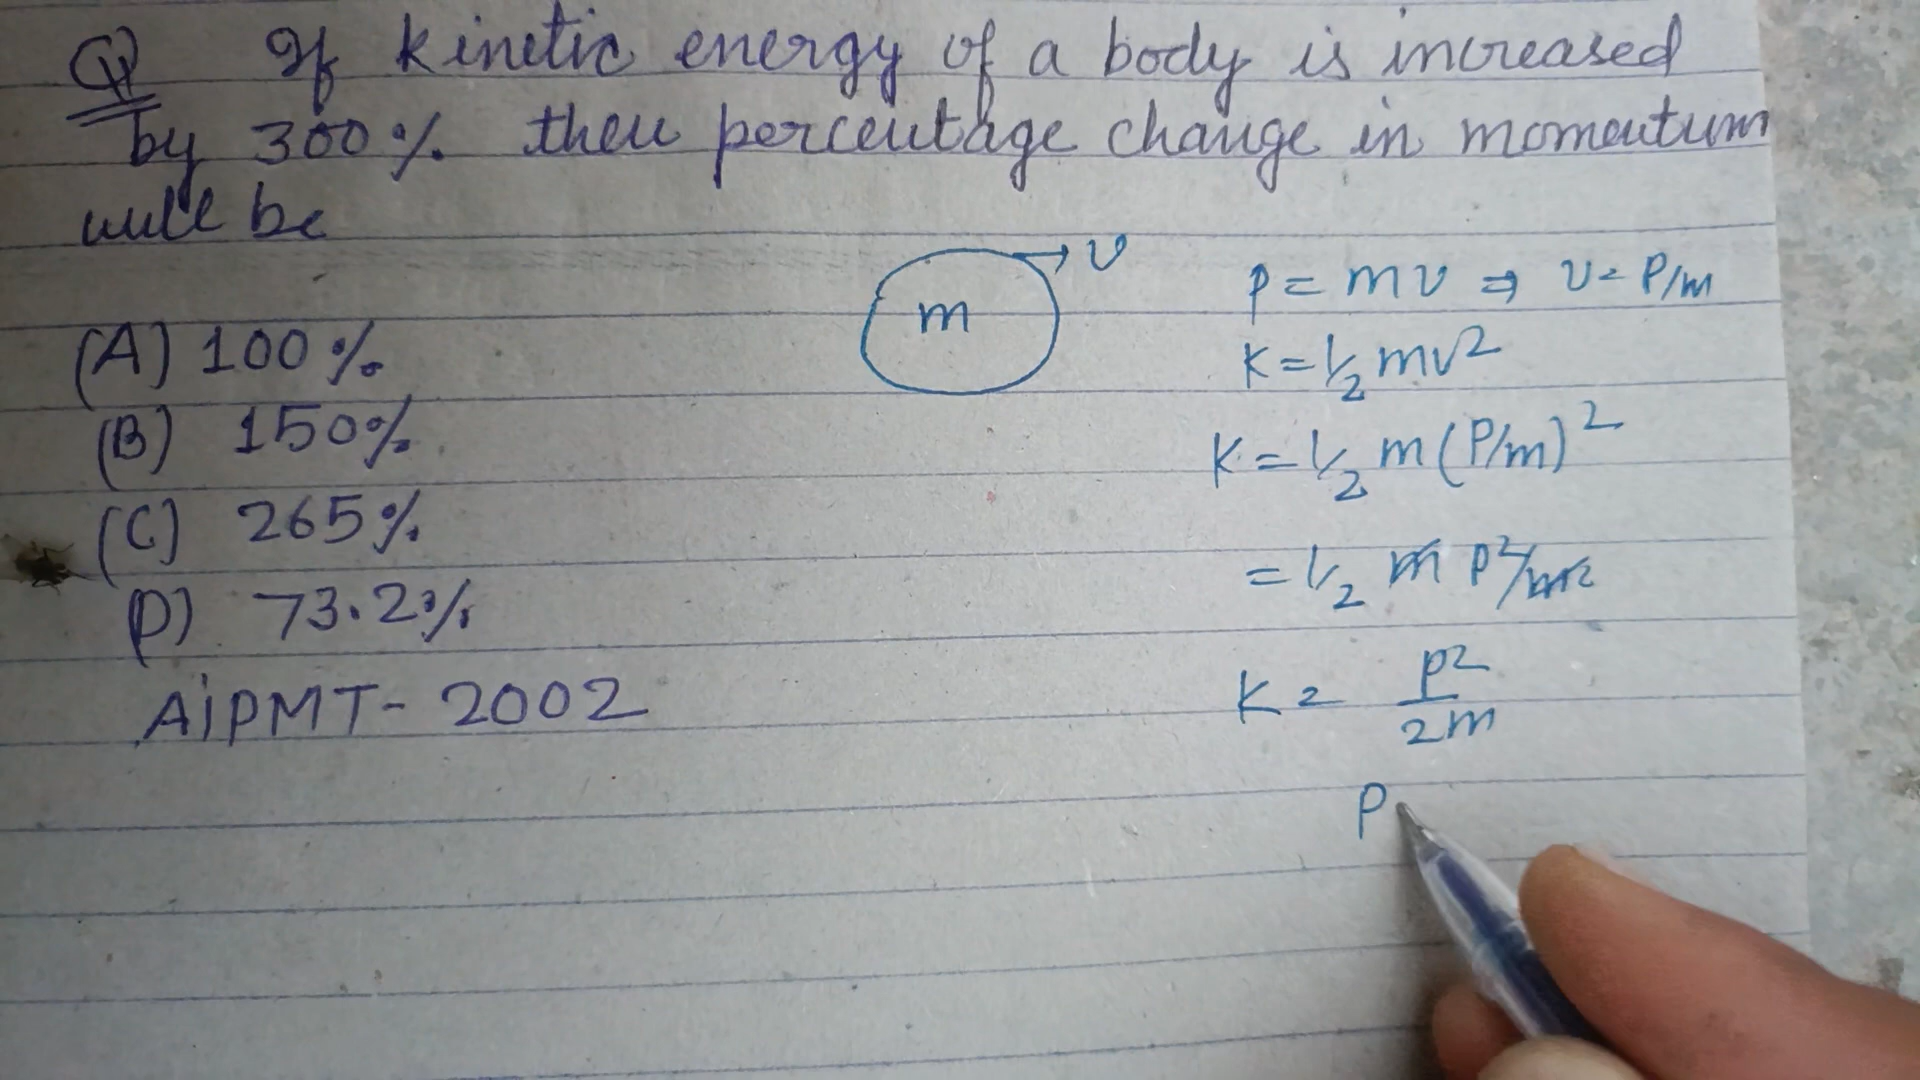 Q If kinetic energy of a body is increased
by 300% then percentage change in momentum
will be
(A) 100%
(B) 150%
(C) 265%
(D) 73.2%
AiPMT- 2002
m → v
P = mv ⇒ v = P/m
K = 1/2 mv²
K = 1/2 m (P/m)²
= 1/2 m P²/m²
K = P²/2m
P